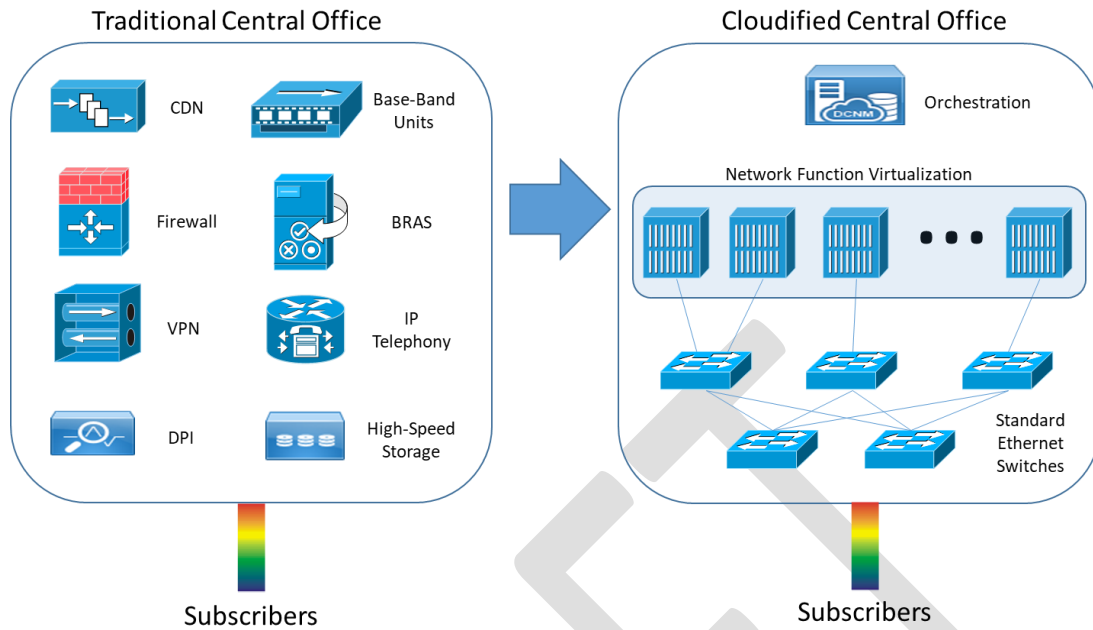 Traditional Central Office
CDN
Base-Band
Units
Firewall
BRAS
VPN
IP
Telephony
DPI
High-Speed
Storage
Subscribers
Cloudified Central Office
DCNM
Orchestration
Network Function Virtualization
Standard
Ethernet
Switches
Subscribers